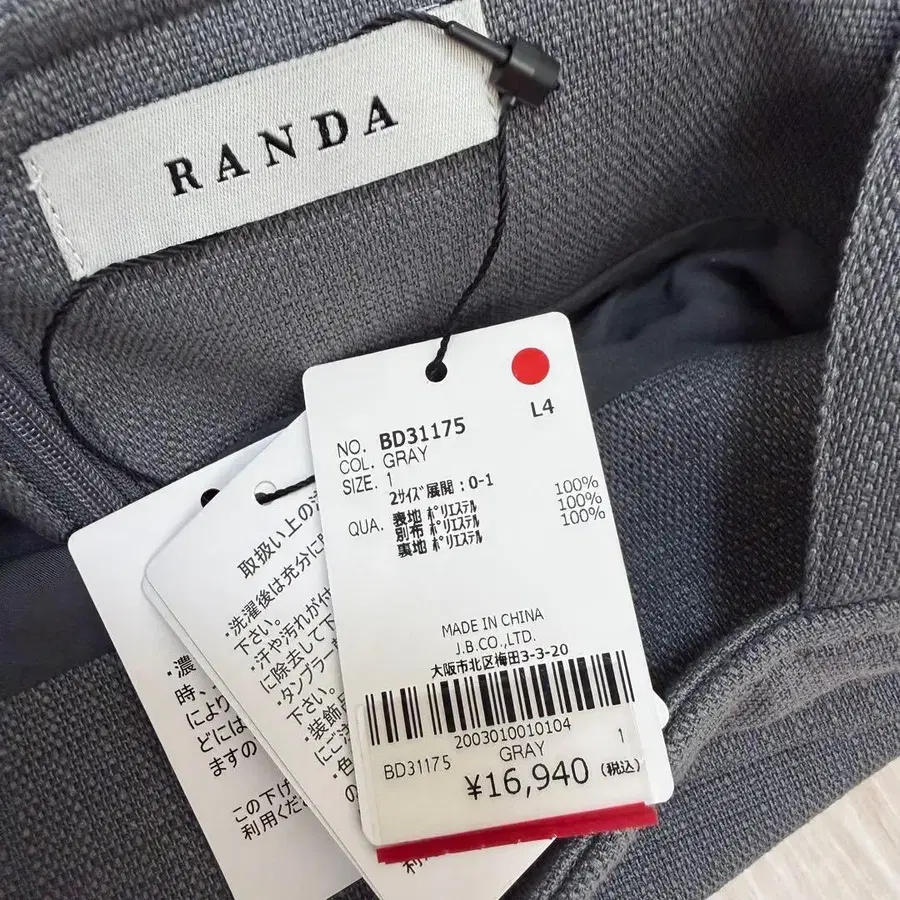 RANDA
L4
NO. BD31175
COL. GRAY
SIZE. 1
2サイズ展開:0-1
QUA. 表地 ポリエステル 100%
別布 ポリエステル 100%
裏地 ポリエステル 100%
MADE IN CHINA
J.B.CO.,LTD.
大阪市北区梅田3-3-20
2003010010104
BD31175 GRAY 1
¥16,940 (税込)
取扱い上の
・洗濯後は充分に
下さい。
・汗や汚れが付
に除去して下
・タンブラー
下さい。
・装飾
にご注
・色
利
・濃
時、
により
どには
ますの
この下げ
利用くだ